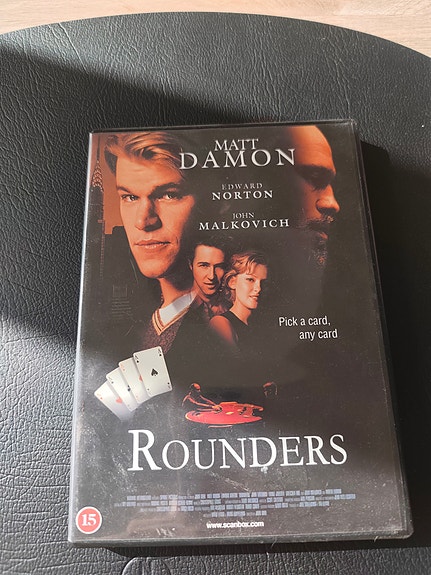 MATT
DAMON
EDWARD
NORTON
JOHN
MALKOVICH
Pick a card,
any card
ROUNDERS
15
www.scanbox.com